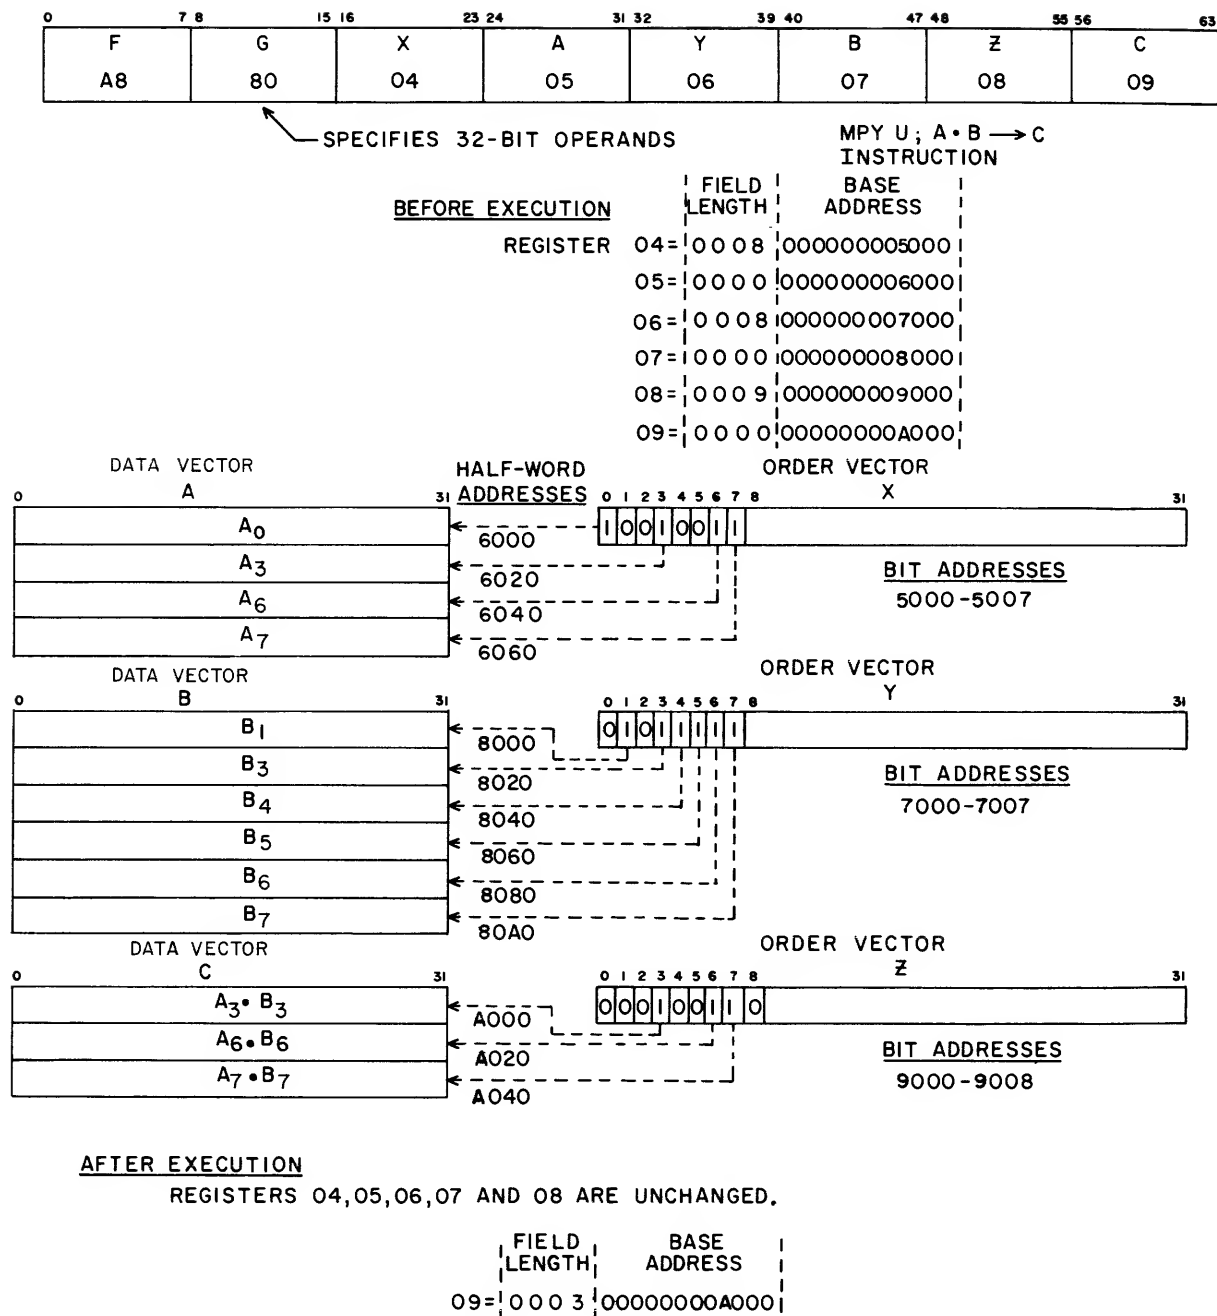 0 7 8 15 16 23 24 31 32 39 40 47 48 55 56 63
F G X A Y B Z C
A8 80 04 05 06 07 08 09
SPECIFIES 32-BIT OPERANDS
MPY U; A•B → C
INSTRUCTION
FIELD LENGTH BASE ADDRESS
BEFORE EXECUTION
REGISTER 04= 0008 000000005000
05= 0000 000000006000
06= 0008 000000007000
07= 0000 000000008000
08= 0009 000000009000
09= 0000 00000000A000
DATA VECTOR
A
0 31
HALF-WORD
ADDRESSES
ORDER VECTOR
X
0 1 2 3 4 5 6 7 8 31
A0 6000 1 0 0 1 0 0 1 1
A3 6020
A6 6040
A7 6060
BIT ADDRESSES
5000-5007
DATA VECTOR
B
0 31
ORDER VECTOR
Y
0 1 2 3 4 5 6 7 8 31
B1 8000 0 1 0 1 1 1 1 1
B3 8020
B4 8040
B5 8060
B6 8080
B7 80A0
BIT ADDRESSES
7000-7007
DATA VECTOR
C
0 31
ORDER VECTOR
Z
0 1 2 3 4 5 6 7 8 31
A3•B3 A000 0 0 0 1 0 0 1 1 0
A6•B6 A020
A7•B7 A040
BIT ADDRESSES
9000-9008
AFTER EXECUTION
REGISTERS 04,05,06,07 AND 08 ARE UNCHANGED.
FIELD LENGTH BASE ADDRESS
09= 0003 00000000A000